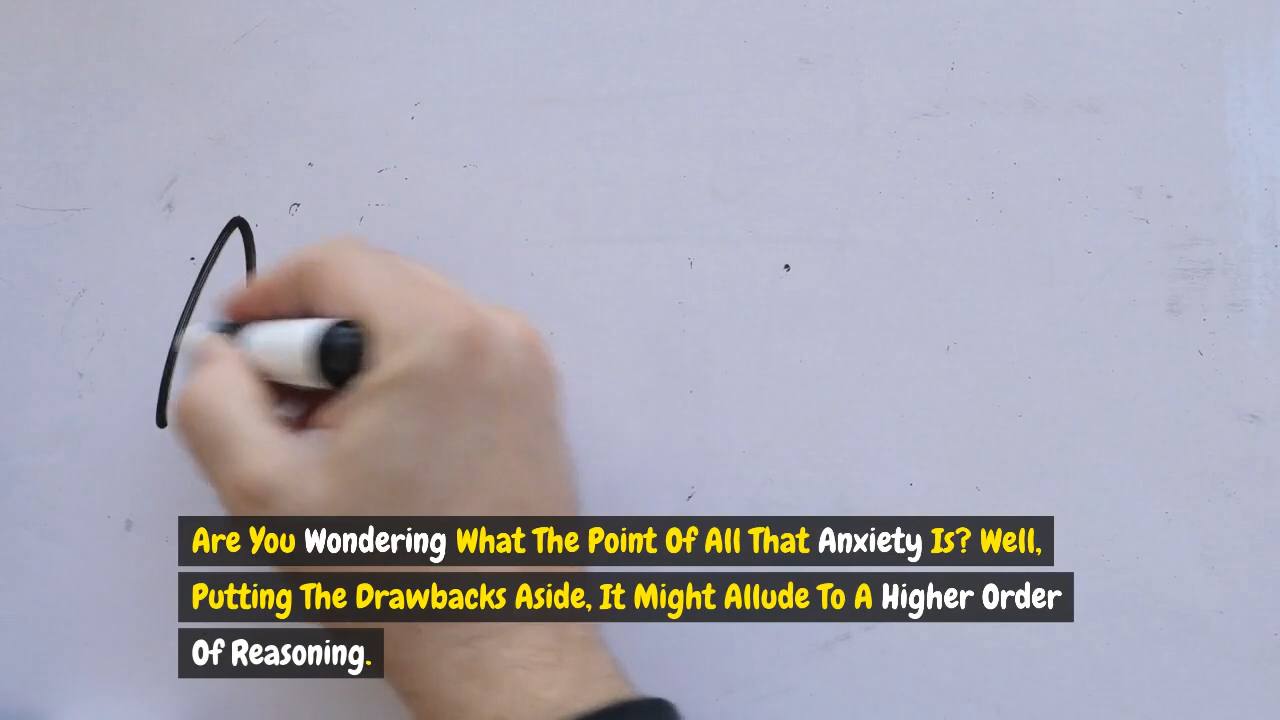 Are You Wondering What The Point Of All That Anxiety Is? Well,
Putting The Drawbacks Aside, It Might Allude To A Higher Order
Of Reasoning.